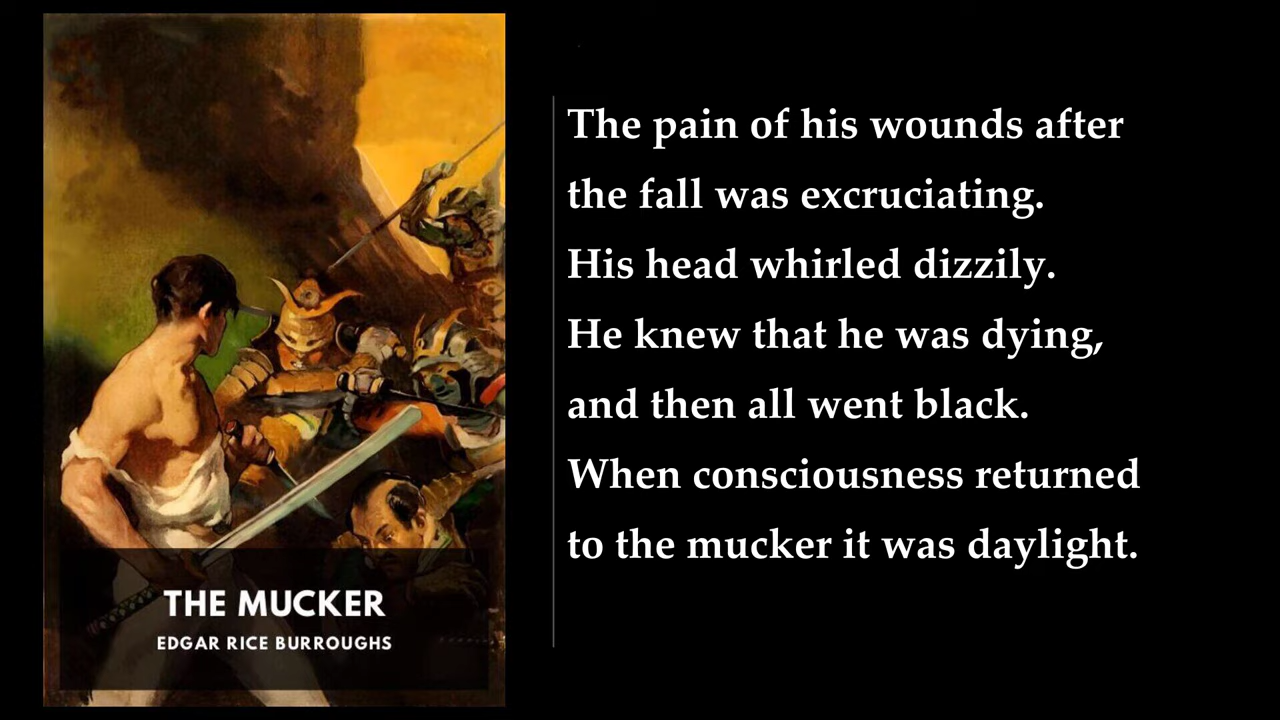 THE MUCKER
EDGAR RICE BURROUGHS
The pain of his wounds after
the fall was excruciating.
His head whirled dizzily.
He knew that he was dying,
and then all went black.
When consciousness returned
to the mucker it was daylight.